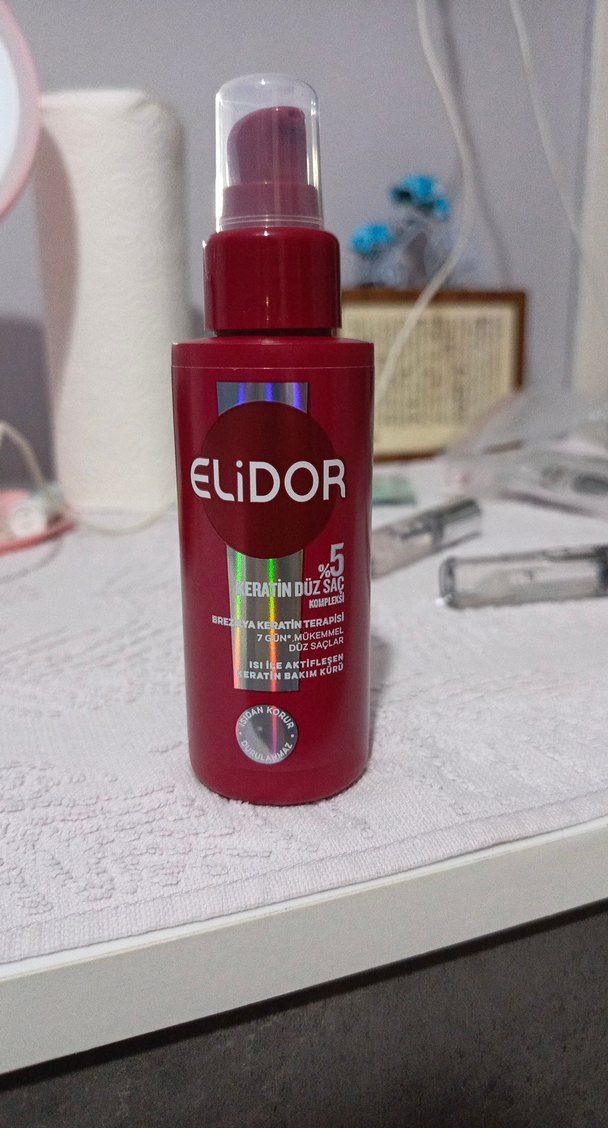 ELiDOR
%5
KERATİN DÜZ SAÇ
KOMPLEKSİ
BREZİLYA KERATİN TERAPİSİ
7 GÜN* MÜKEMMEL
DÜZ SAÇLAR
ISI İLE AKTİFLEŞEN
KERATİN BAKIM KÜRÜ
• ISIDAN KORUR •
DURULANMAZ